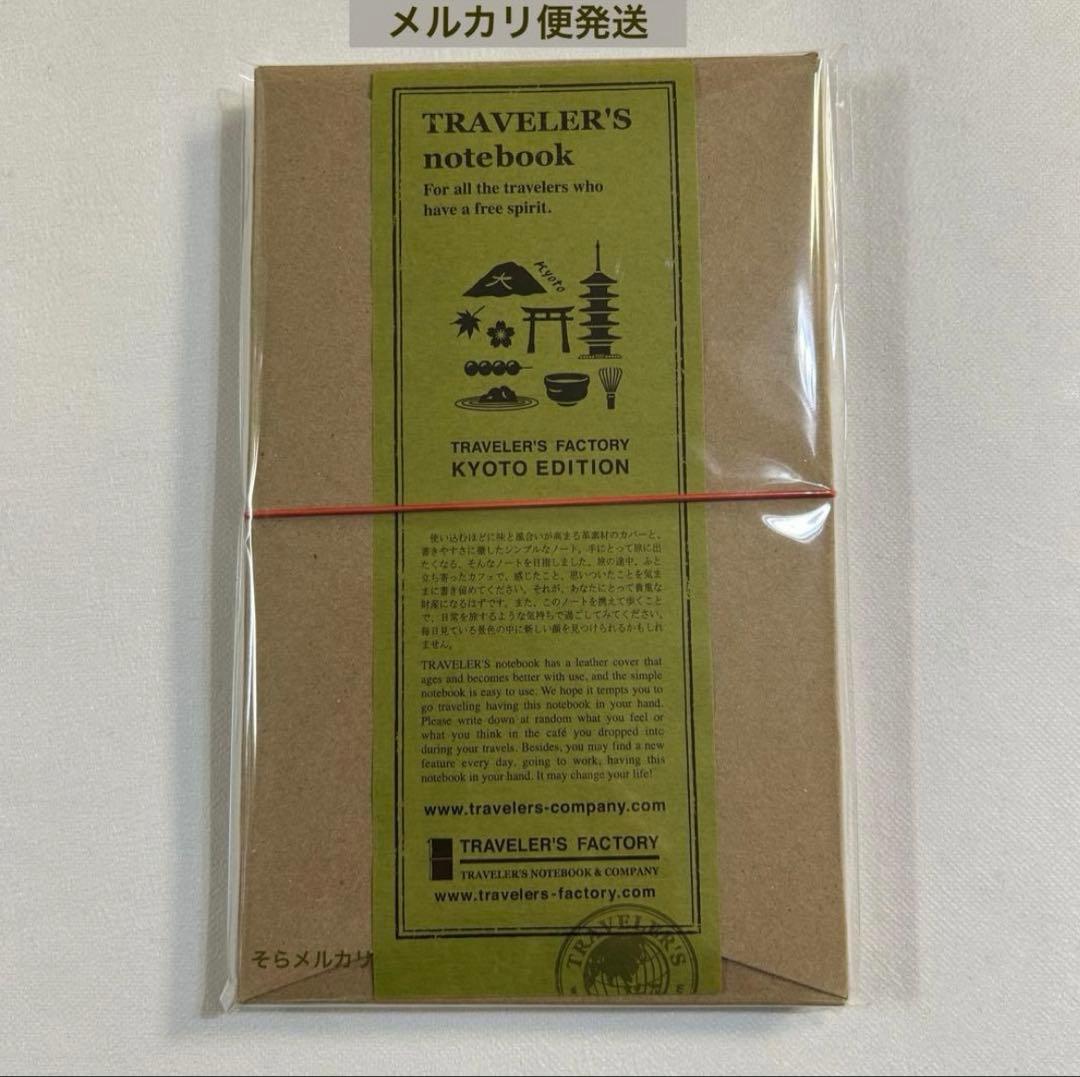 メルカリ便発送
TRAVELER'S
notebook
For all the travelers who
have a free spirit.
大
Kyoto
TRAVELER'S FACTORY
KYOTO EDITION
使い込むほどに味と風合いが高まる革素材のカバーと、
書きやすさに徹したシンプルなノート。手にとって旅に出
たくなる、そんなノートを目指しました。旅の途中、ふと
立ち寄ったカフェで、感じたこと、思いついたことを気ま
まに書き留めてください。それが、あなたにとって貴重な
財産になるはずです。また、このノートを携えて歩くこと
で、日常を旅するような気持ちで過ごしてみてください。
毎日見ている景色の中に新しい顔を見つけられるかもしれ
ません。
TRAVELER'S notebook has a leather cover that
ages and becomes better with use, and the simple
notebook is easy to use. We hope it tempts you to
go traveling having this notebook in your hand.
Please write down at random what you feel or
what you think in the café you dropped into
during your travels. Besides, you may find a new
feature every day, going to work, having this
notebook in your hand. It may change your life!
www.travelers-company.com
TRAVELER'S FACTORY
TRAVELER'S NOTEBOOK & COMPANY
www.travelers-factory.com
TRAVELER'S
そらメルカリ